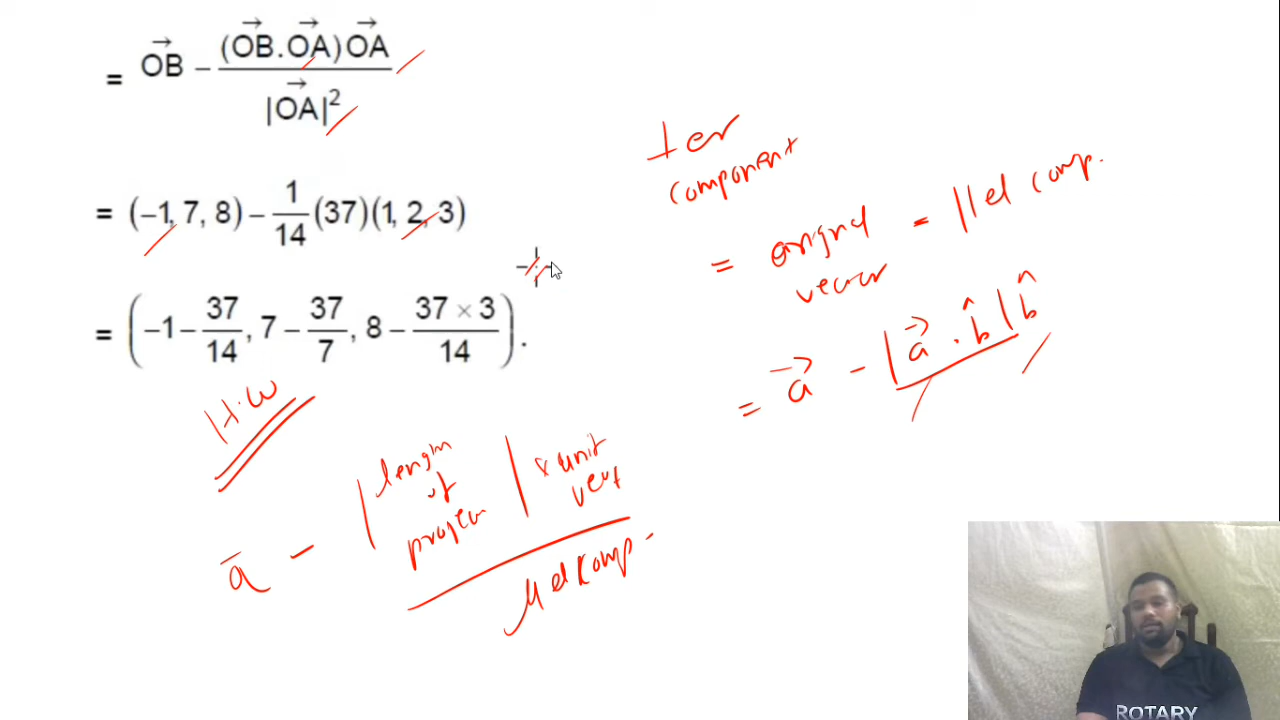 = OB⃗ − (OB⃗.OA⃗)OA⃗ / |OA⃗|²
= (−1, 7, 8) − 1/14 (37)(1, 2, 3)
= (−1 − 37/14, 7 − 37/7, 8 − 37 × 3/14).
H.W
⊥er
component
= original vector - ||el comp.
= a⃗ - |a⃗ . b̂| b̂
a̅ - |length of projen| x unit vect
||el comp.
ROTARY